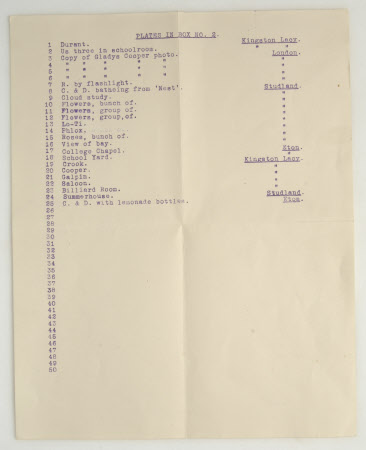 PLATES IN BOX NO. 2.
1 Durant. Kingston Lacy.
2 Us three in schoolroom. " "
3 Copy of Gladys Cooper photo. London.
4 " " " " " "
5 " " " " " "
6 " " " " " "
7 R. by flashlight. "
8 C. & D. bathing from 'Nest'. Studland.
9 Cloud study. "
10 Flowers, bunch of. "
11 Flowers, group of. "
12 Flowers, group,of. "
13 La-Ti. "
14 Phlox. "
15 Roses, bunch of. "
16 View of bay. "
17 College Chapel. Eton.
18 School Yard. "
19 Crook. Kingston Lacy.
20 Cooper. "
21 Galpin. "
22 Saloon. "
23 Billiard Room. "
24 Summerhouse. Studland
25 C. & D. with lemonade bottles. Eton.
26
27
28
29
30
31
32
33
34
35
36
37
38
39
40
41
42
43
44
45
46
47
48
49
50